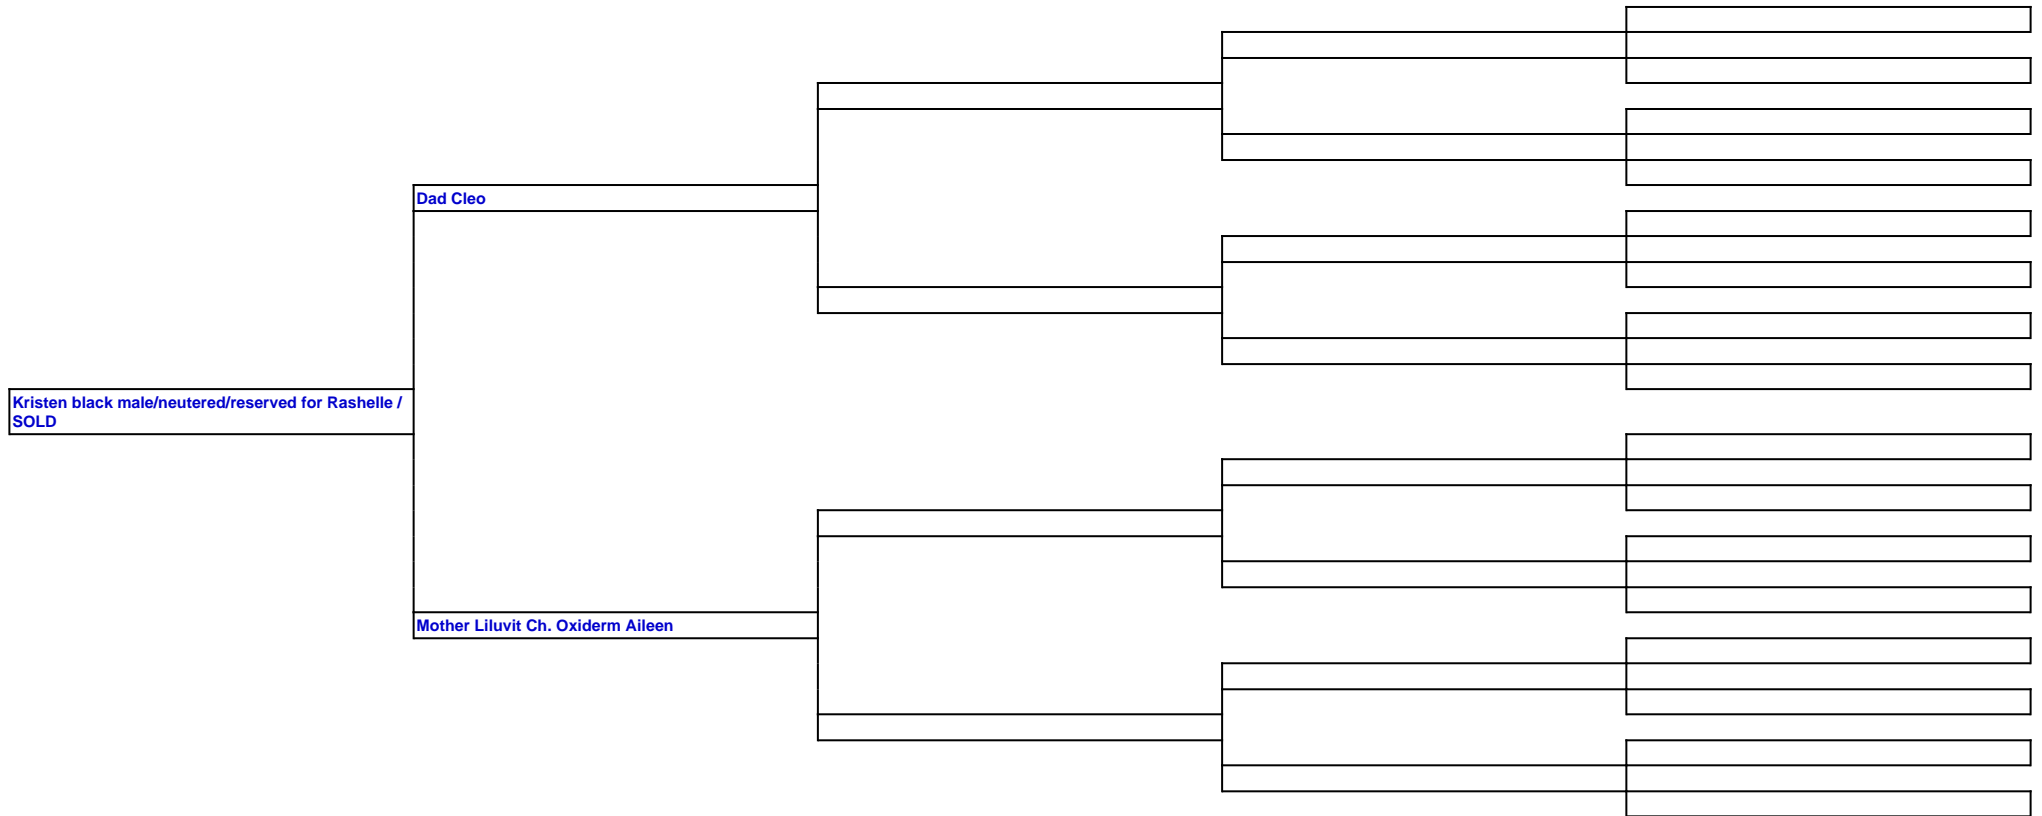 Dad Cleo
Kristen black male/neutered/reserved for Rashelle /
SOLD
Mother Liluvit Ch. Oxiderm Aileen